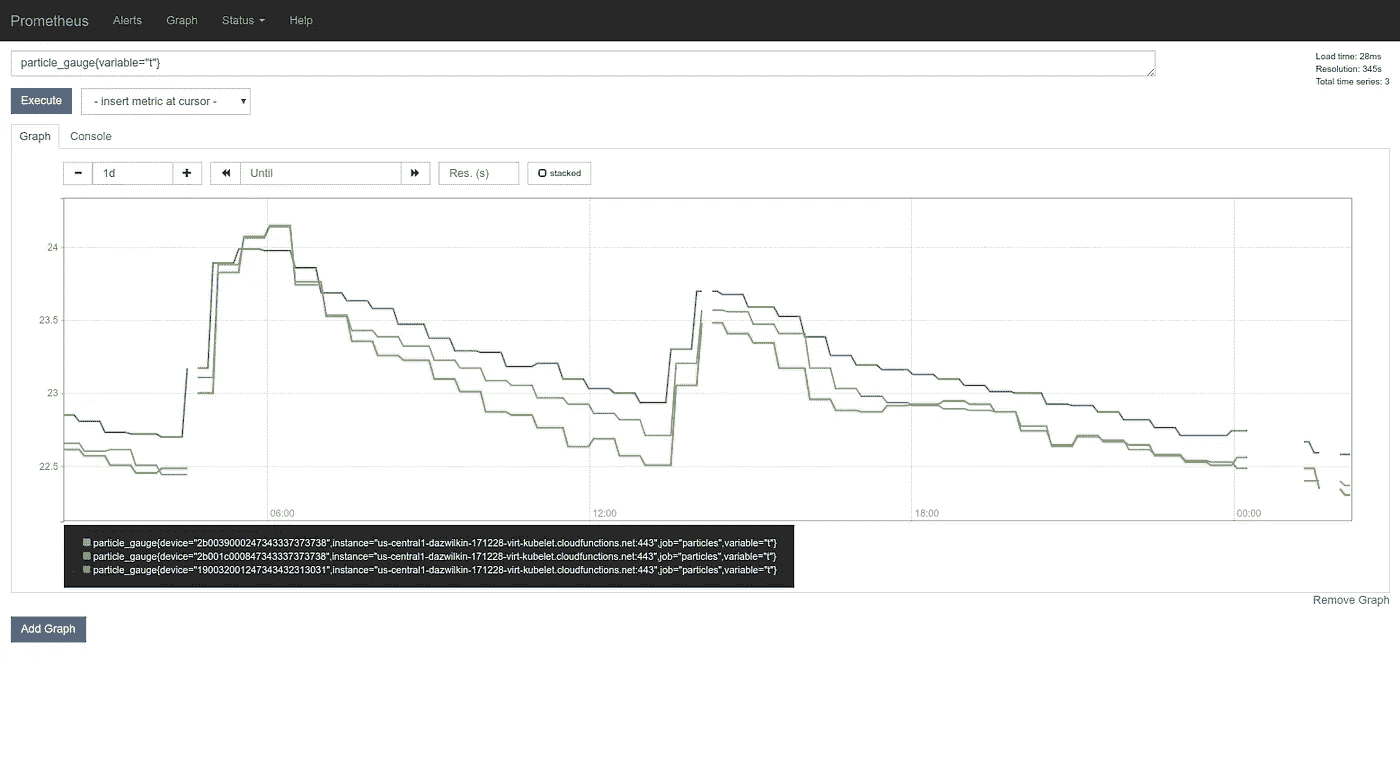 Prometheus Alerts Graph Status Help
particle_gauge{variable="t"}
Load time: 28ms
Resolution: 345s
Total time series: 3
Execute - insert metric at cursor -
Graph Console
1d Until Res. (s) stacked
24
23.5
23
22.5
06:00 12:00 18:00 00:00
particle_gauge{device="2b0039000247343337373738",instance="us-central1-dazwilkin-171228-virt-kubelet.cloudfunctions.net:443",job="particles",variable="t"}
particle_gauge{device="2b001c000847343337373738",instance="us-central1-dazwilkin-171228-virt-kubelet.cloudfunctions.net:443",job="particles",variable="t"}
particle_gauge{device="190032001247343432313031",instance="us-central1-dazwilkin-171228-virt-kubelet.cloudfunctions.net:443",job="particles",variable="t"}
Remove Graph
Add Graph